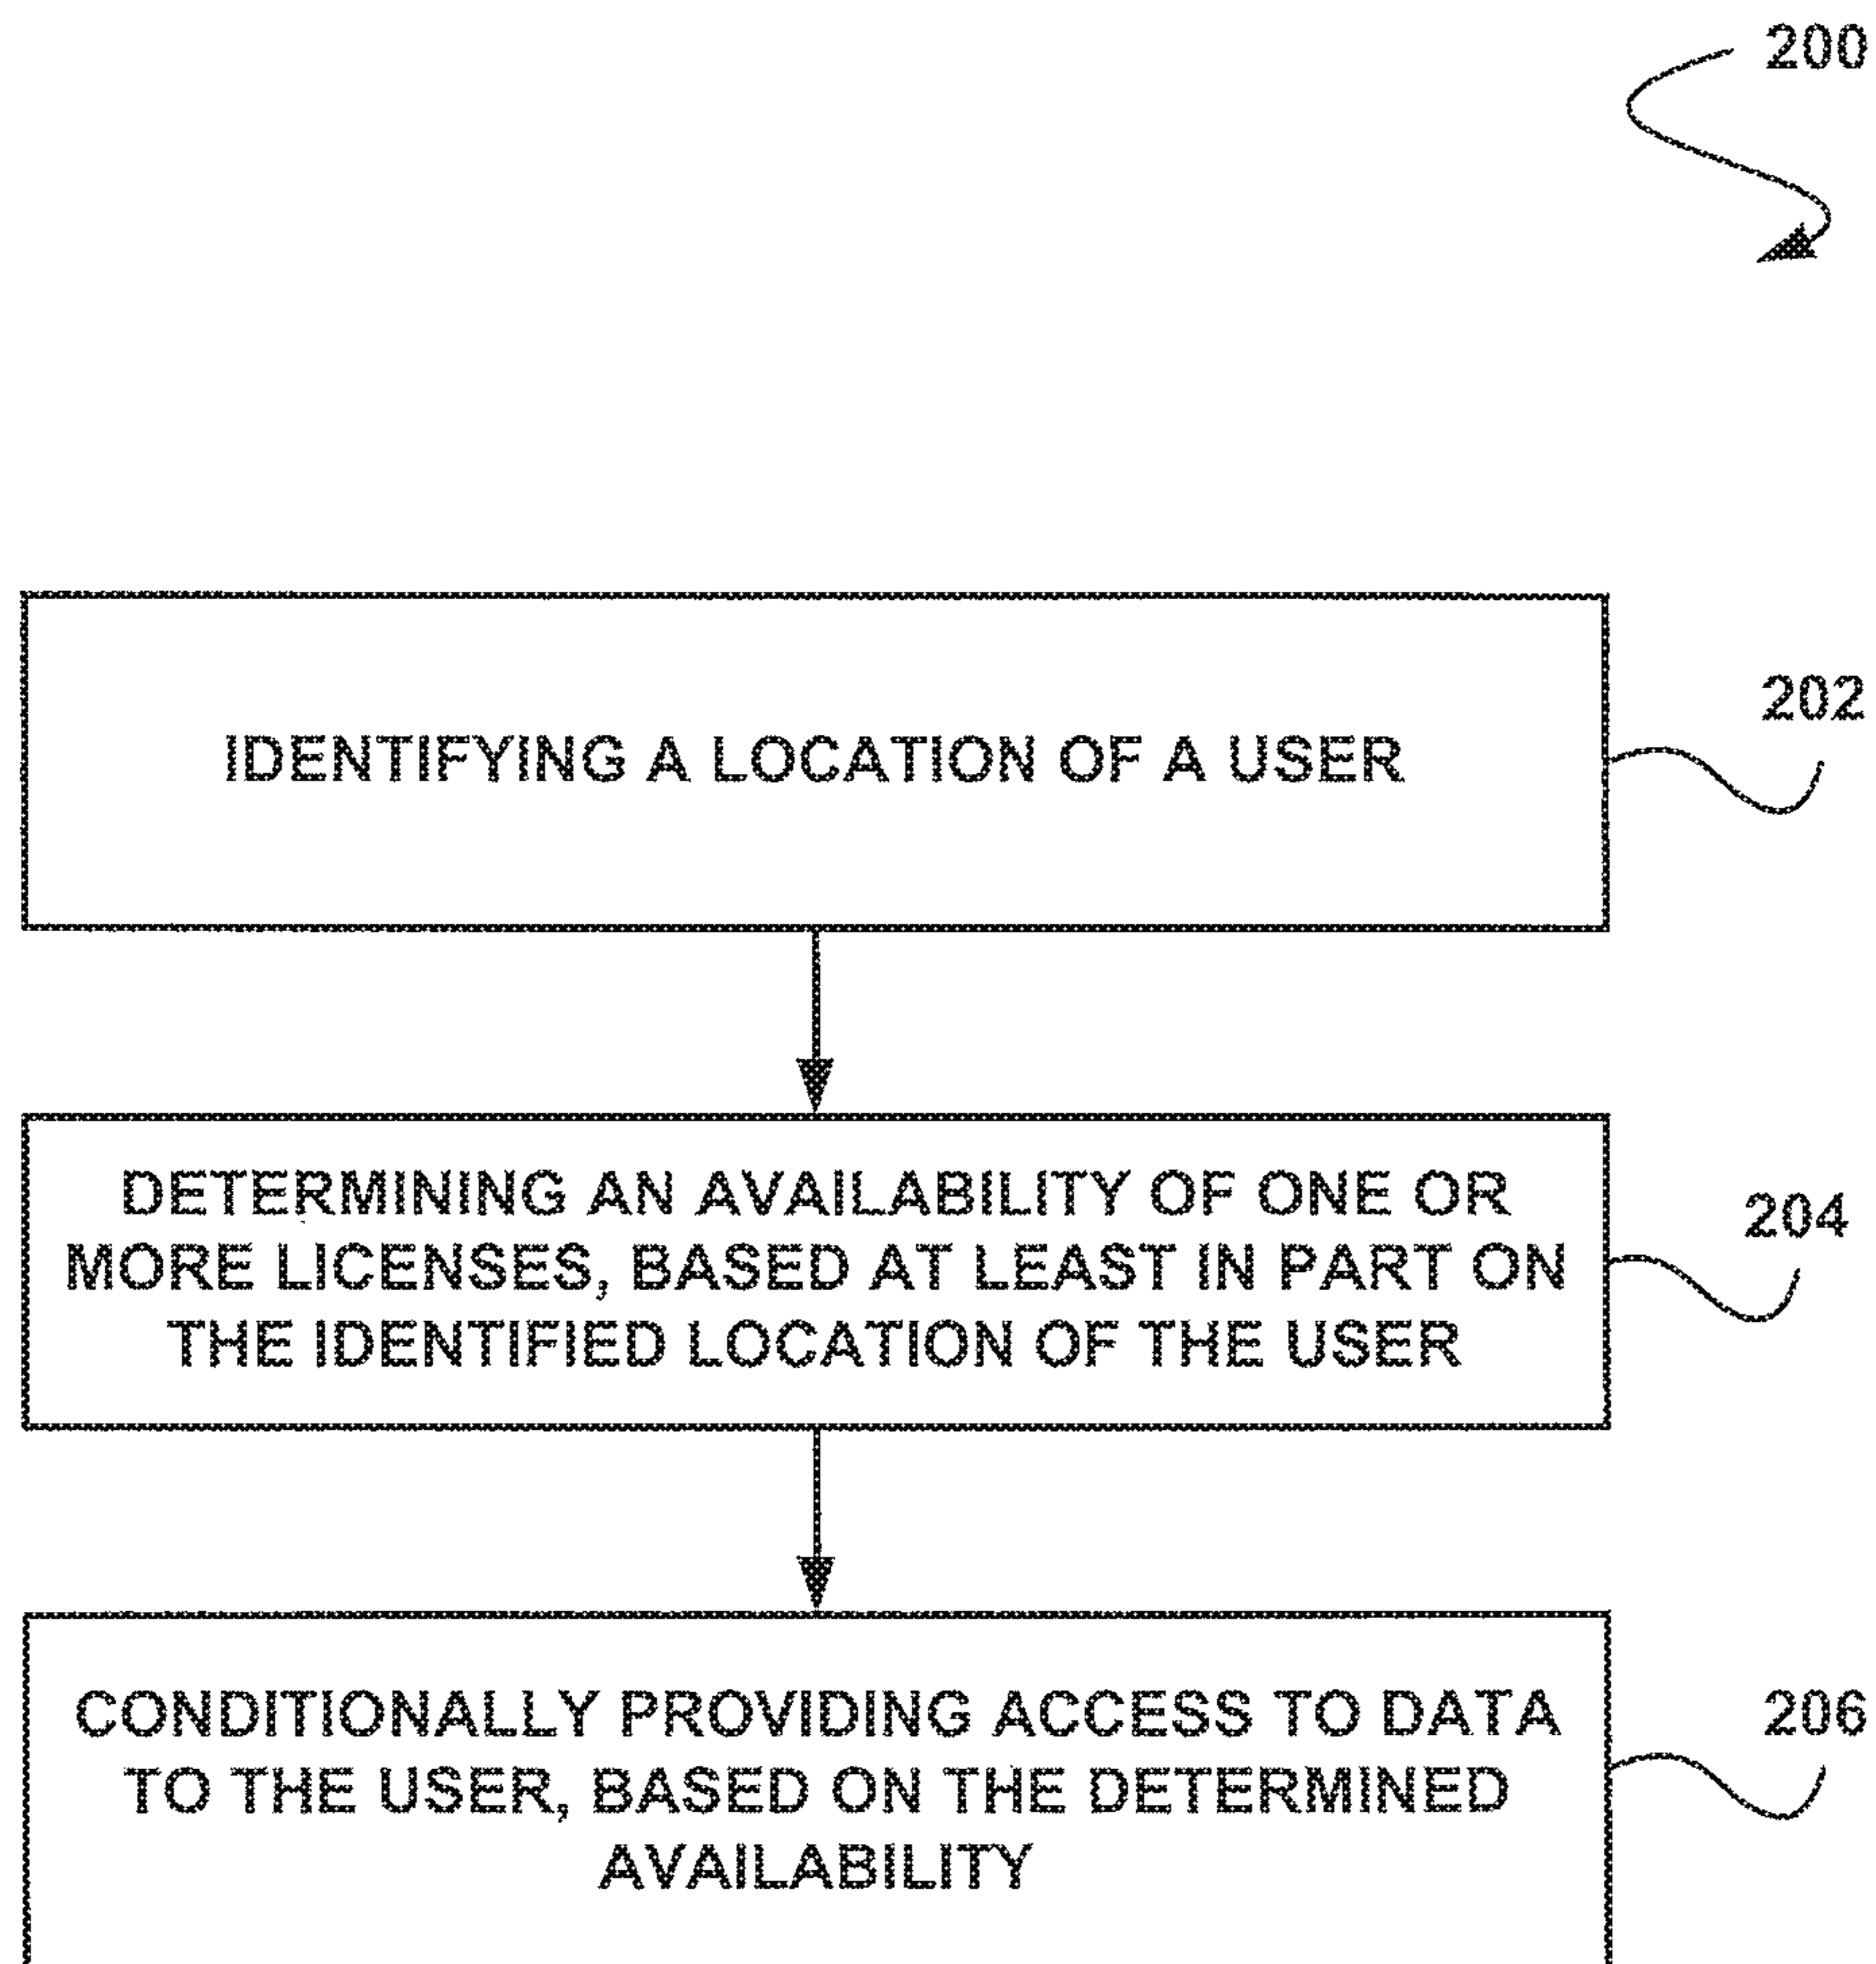 200
202
IDENTIFYING A LOCATION OF A USER
204
DETERMINING AN AVAILABILITY OF ONE OR
MORE LICENSES, BASED AT LEAST IN PART ON
THE IDENTIFIED LOCATION OF THE USER
206
CONDITIONALLY PROVIDING ACCESS TO DATA
TO THE USER, BASED ON THE DETERMINED
AVAILABILITY